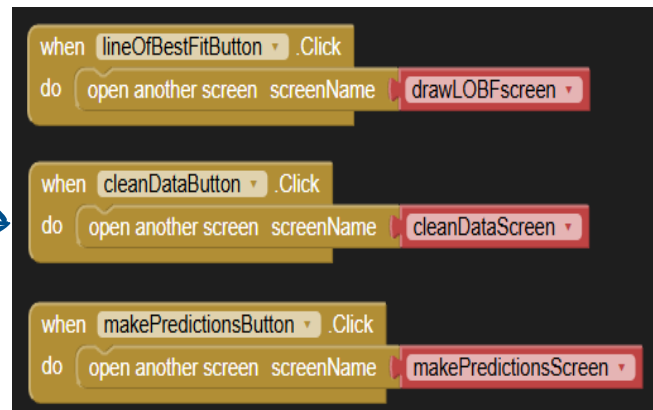 when lineOfBestFitButton .Click
do open another screen screenName drawLOBFscreen
when cleanDataButton .Click
do open another screen screenName cleanDataScreen
when makePredictionsButton .Click
do open another screen screenName makePredictionsScreen